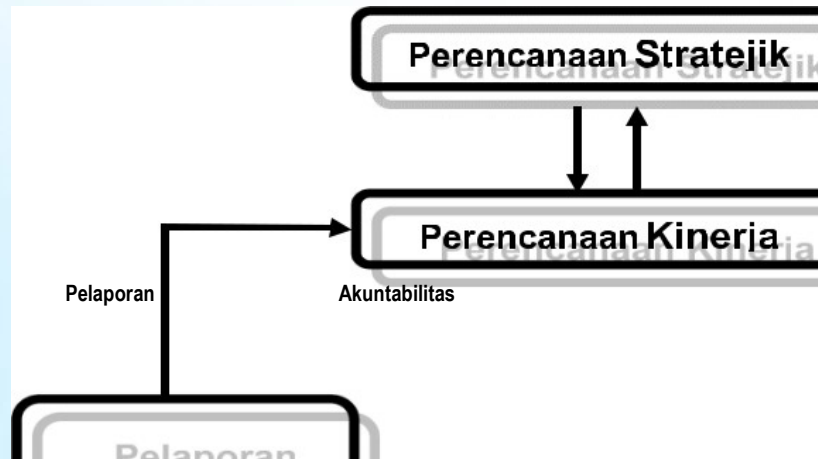 Perencanaan Stratejik
Perencanaan Kinerja
Pelaporan Akuntabilitas
Pelaporan